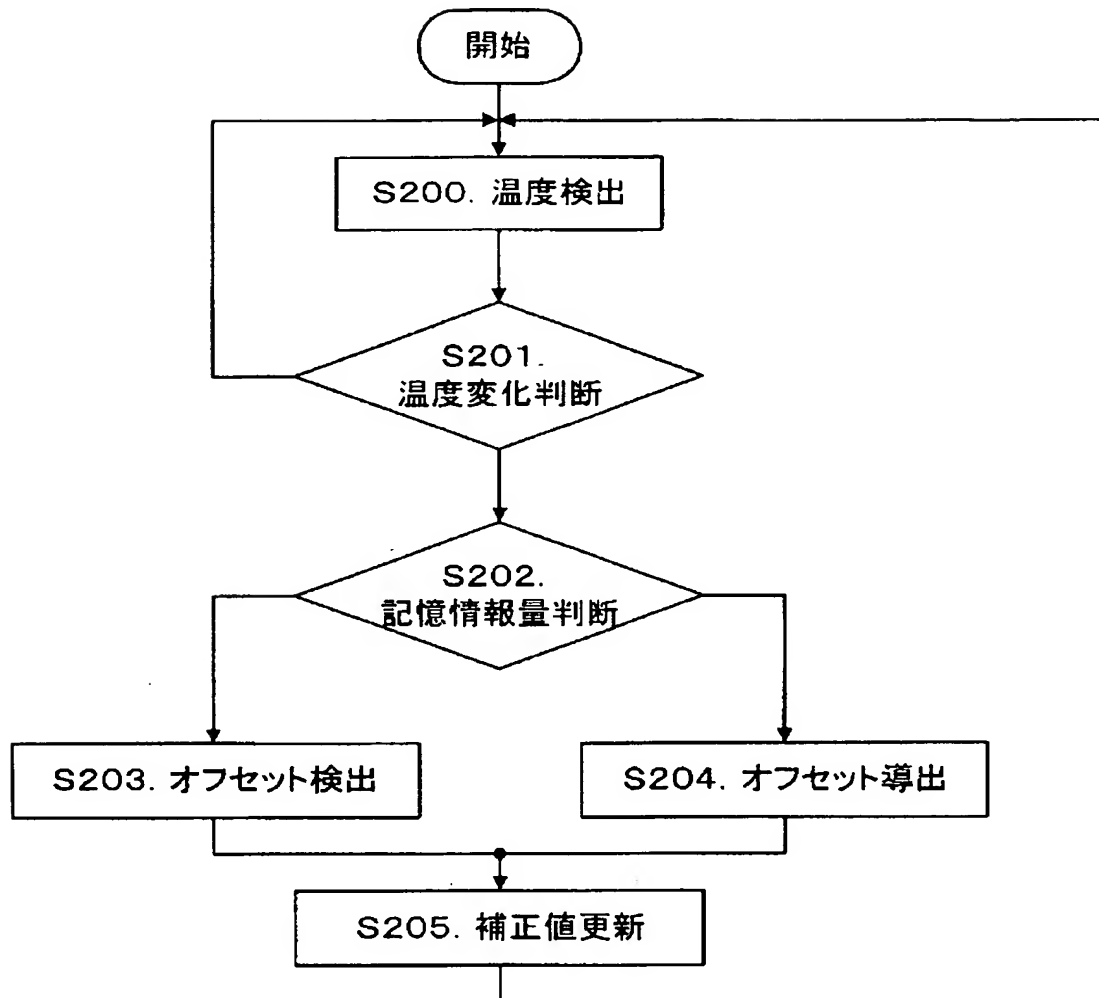 開始
S200. 温度検出
S201.
温度変化判断
S202.
記憶情報量判断
S203. オフセット検出
S204. オフセット導出
S205. 補正値更新